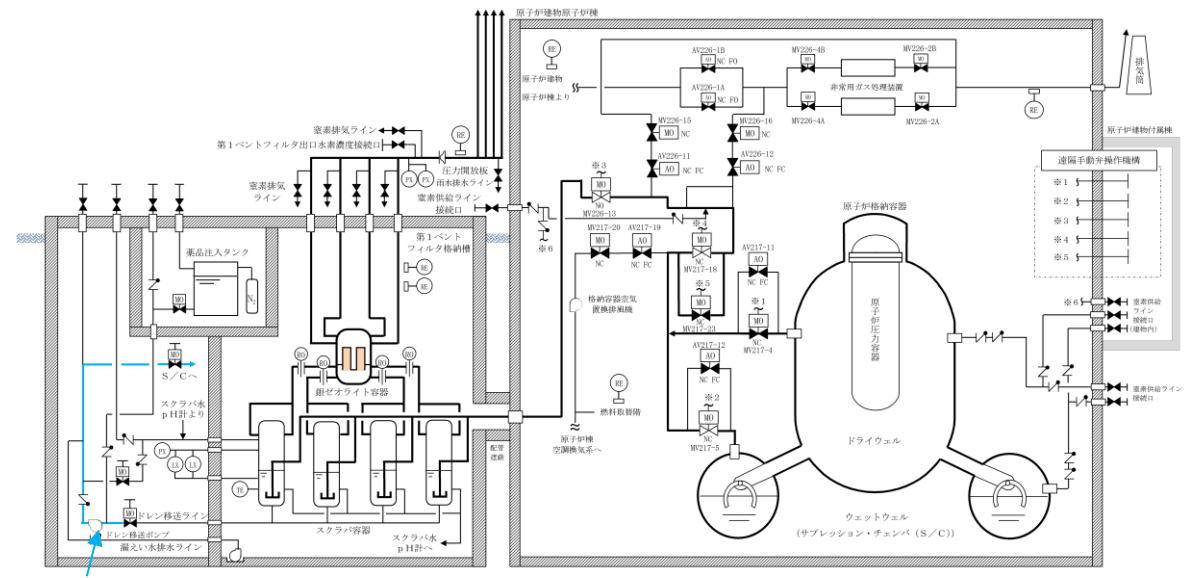 原子炉建物原子炉棟
RE
原子炉建物
原子炉棟より
AV226-1B
AO
NC FO
AV226-1A
AO
NC FO
MV226-4B
MO
MV226-2B
MO
非常用ガス処理装置
MO
MO
MV226-4A
MV226-2A
RE
排気筒
窒素排気ライン
第1ベントフィルタ出口水素濃度接続口
RE
圧力開放板
雨水排水ライン
PX
PX
窒素排気
ライン
窒素供給ライン
接続口
MV226-15
MO
NC
MV226-16
MO
NC
AV226-11
AO
NC FC
AV226-12
AO
NC FC
※3
MO
NO
MV226-13
※6
原子炉建物付属棟
遠隔手動弁操作機構
※1
※2
※3
※4
※5
第1ベント
フィルタ格納槽
RE
RE
薬品注入タンク
N2
MO
MV217-20
MO
NC
AV217-19
AO
NC FC
※4
MO
NC
MV217-18
AV217-11
AO
NC FC
※5
MO
NC
MV217-23
※1
MO
NC
MV217-4
格納容器空気
置換排風機
原子炉格納容器
原子炉圧力容器
※6
窒素供給
ライン
接続口
(建物内)
MO
S/Cへ
RO
RO
RO
RO
銀ゼオライト容器
AV217-12
AO
NC FC
RE
燃料取替階
※2
MO
NC
MV217-5
窒素供給ライン
接続口
スクラバ水
pH計より
原子炉棟
空調換気系へ
配管
遮蔽
ドライウェル
PX
LX
LX
MO
TE
MO
ドレン移送ライン
ドレン移送ポンプ
漏えい水排水ライン
スクラバ容器
スクラバ水
pH計へ
ウェットウェル
(サプレッション・チェンバ(S/C))